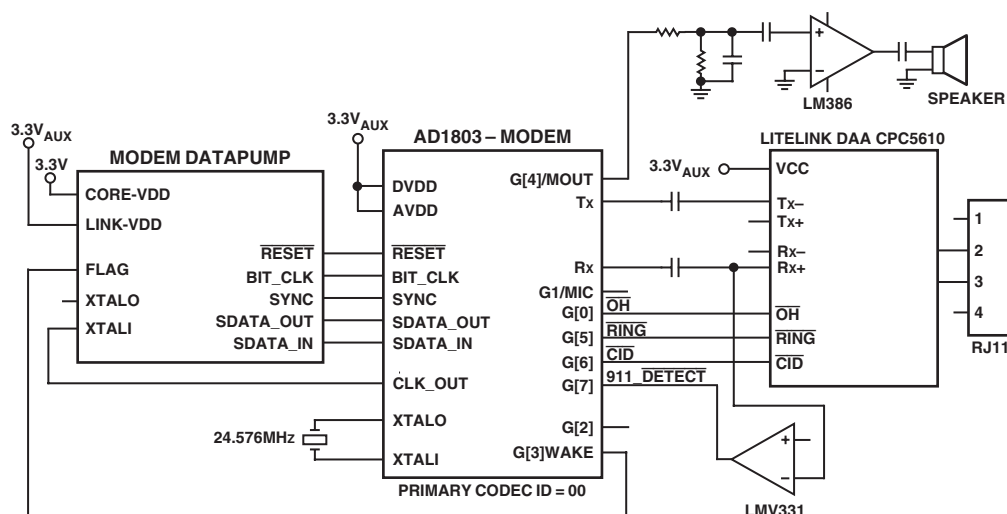 LM386
SPEAKER
3.3VAUX
3.3V
MODEM DATAPUMP
CORE-VDD
LINK-VDD
RESET
FLAG
BIT_CLK
XTALO
SYNC
XTALI
SDATA_OUT
SDATA_IN
3.3VAUX
AD1803 – MODEM
DVDD
AVDD
RESET
BIT_CLK
SYNC
SDATA_OUT
SDATA_IN
CLK_OUT
XTALO
XTALI
24.576MHz
G[4]/MOUT
Tx
Rx
G1/MIC
G[0]
G[5]
G[6]
G[7]
G[2]
G[3]WAKE
PRIMARY CODEC ID = 00
OH
RING
CID
911_DETECT
LITELINK DAA CPC5610
3.3VAUX
VCC
Tx–
Tx+
Rx–
Rx+
OH
RING
CID
1
2
3
4
RJ11
+
–
LMV331
+
–